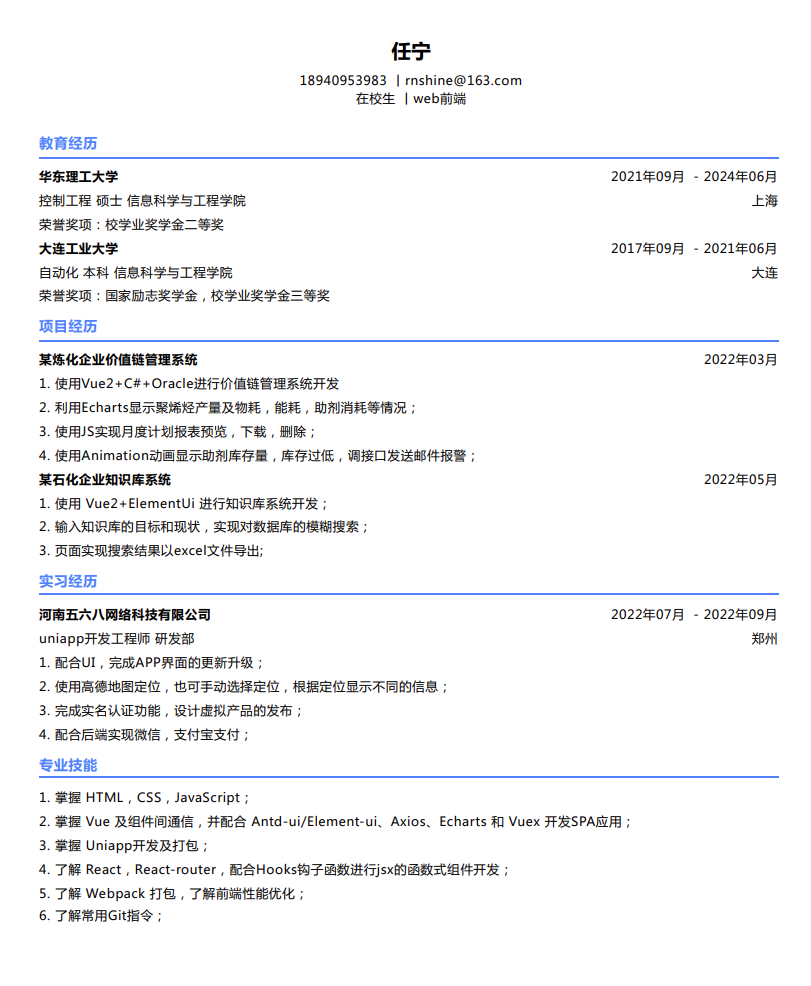 任宁
18940953983 | rnshine@163.com
在校生 | web前端
教育经历
华东理工大学 2021年09月 - 2024年06月
控制工程 硕士 信息科学与工程学院 上海
荣誉奖项：校学业奖学金二等奖
大连工业大学 2017年09月 - 2021年06月
自动化 本科 信息科学与工程学院 大连
荣誉奖项：国家励志奖学金，校学业奖学金三等奖
项目经历
某炼化企业价值链管理系统 2022年03月
1. 使用Vue2+C#+Oracle进行价值链管理系统开发
2. 利用Echarts显示聚烯烃产量及物耗，能耗，助剂消耗等情况；
3. 使用JS实现月度计划报表预览，下载，删除；
4. 使用Animation动画显示助剂库存量，库存过低，调接口发送邮件报警；
某石化企业知识库系统 2022年05月
1. 使用 Vue2+ElementUi 进行知识库系统开发；
2. 输入知识库的目标和现状，实现对数据库的模糊搜索；
3. 页面实现搜索结果以excel文件导出;
实习经历
河南五六八网络科技有限公司 2022年07月 - 2022年09月
uniapp开发工程师 研发部 郑州
1. 配合UI，完成APP界面的更新升级；
2. 使用高德地图定位，也可手动选择定位，根据定位显示不同的信息；
3. 完成实名认证功能，设计虚拟产品的发布；
4. 配合后端实现微信，支付宝支付；
专业技能
1. 掌握 HTML，CSS，JavaScript；
2. 掌握 Vue 及组件间通信，并配合 Antd-ui/Element-ui、Axios、Echarts 和 Vuex 开发SPA应用；
3. 掌握 Uniapp开发及打包；
4. 了解 React，React-router，配合Hooks钩子函数进行jsx的函数式组件开发；
5. 了解 Webpack 打包，了解前端性能优化；
6. 了解常用Git指令；